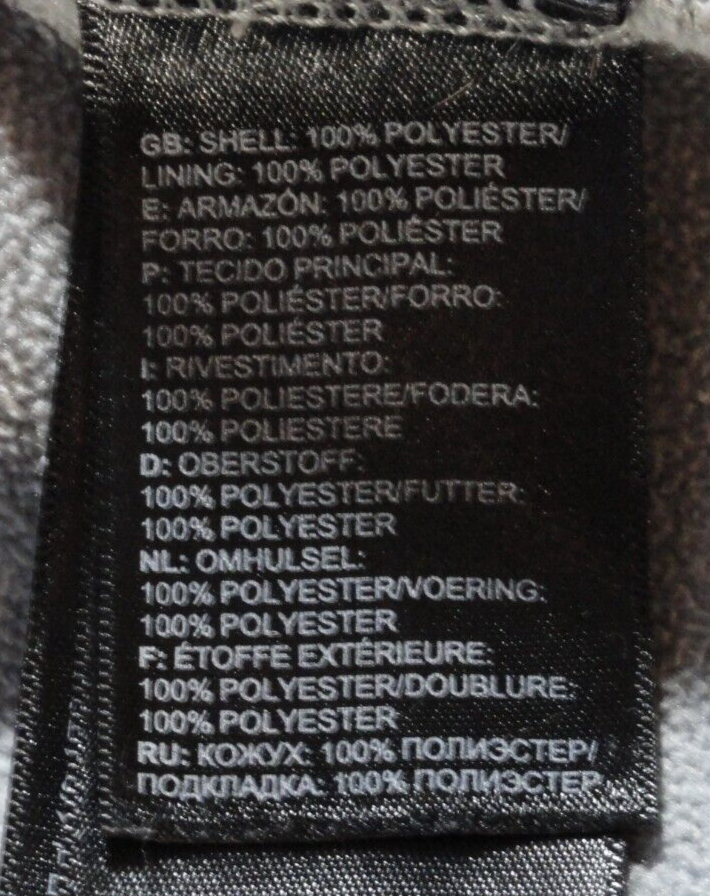 GB: SHELL: 100% POLYESTER/
LINING: 100% POLYESTER
E: ARMAZÓN: 100% POLIÉSTER/
FORRO: 100% POLIÉSTER
P: TECIDO PRINCIPAL:
100% POLIÉSTER/FORRO:
100% POLIÉSTER
I: RIVESTIMENTO:
100% POLIESTERE/FODERA:
100% POLIESTERE
D: OBERSTOFF:
100% POLYESTER/FUTTER:
100% POLYESTER
NL: OMHULSEL:
100% POLYESTER/VOERING:
100% POLYESTER
F: ÉTOFFE EXTÉRIEURE:
100% POLYESTER/DOUBLURE:
100% POLYESTER
RU: КОЖУХ: 100% ПОЛИЭСТЕР/
ПОДКЛАДКА: 100% ПОЛИЭСТЕР